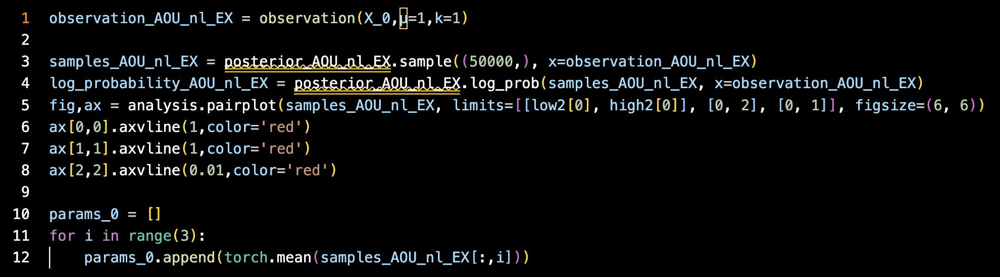 1 observation_AOU_nl_EX = observation(X_0,μ=1,k=1)
2
3 samples_AOU_nl_EX = posterior_AOU_nl_EX.sample((50000,), x=observation_AOU_nl_EX)
4 log_probability_AOU_nl_EX = posterior_AOU_nl_EX.log_prob(samples_AOU_nl_EX, x=observation_AOU_nl_EX)
5 fig,ax = analysis.pairplot(samples_AOU_nl_EX, limits=[[low2[0], high2[0]], [0, 2], [0, 1]], figsize=(6, 6))
6 ax[0,0].axvline(1,color='red')
7 ax[1,1].axvline(1,color='red')
8 ax[2,2].axvline(0.01,color='red')
9
10 params_0 = []
11 for i in range(3):
12     params_0.append(torch.mean(samples_AOU_nl_EX[:,i]))